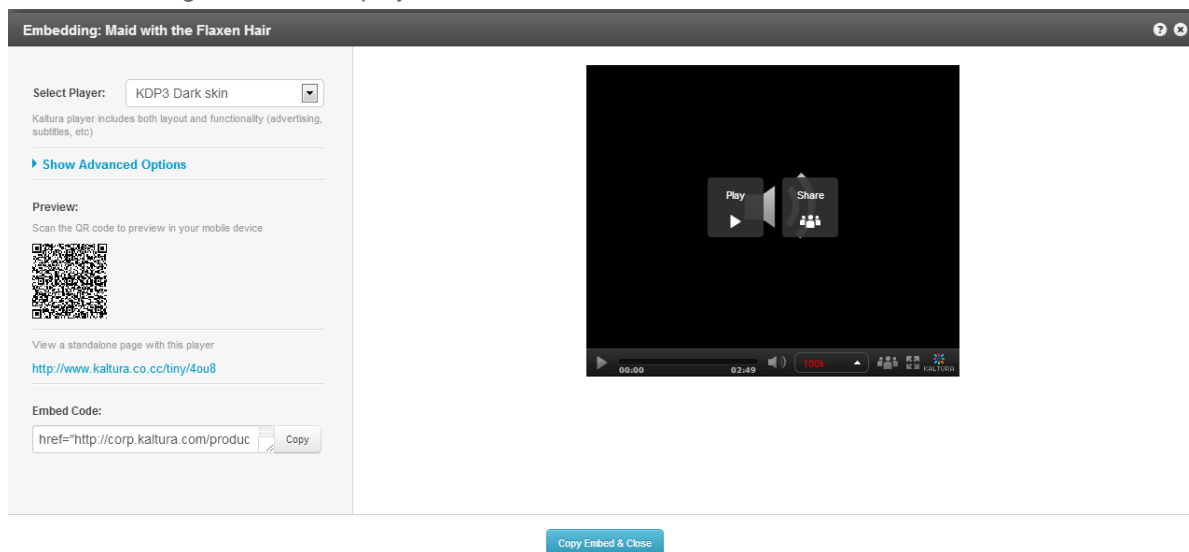 Embedding: Maid with the Flaxen Hair
Select Player:
KDP3 Dark skin
Kaltura player includes both layout and functionality (advertising,
subtitles, etc)
Show Advanced Options
Preview:
Scan the QR code to preview in your mobile device
View a standalone page with this player
http://www.kaltura.co.cc/tiny/4ou8
Embed Code:
href="http://corp.kaltura.com/produc
Copy
Play
Share
00:00
02:49
100k
KALTURA
Copy Embed & Close